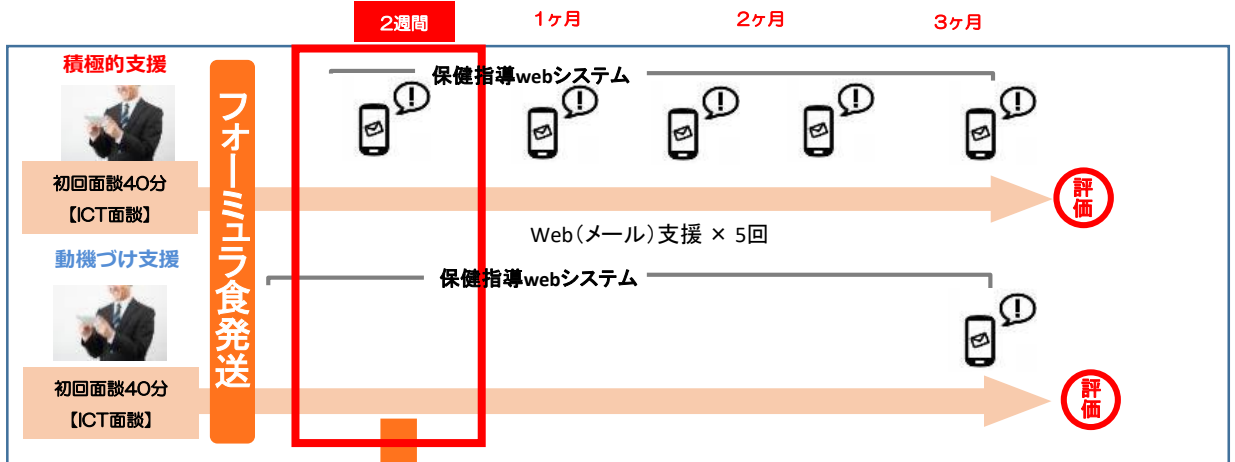 2週間
1ヶ月
2ヶ月
3ヶ月
積極的支援
保健指導webシステム
初回面談40分
【ICT面談】
フォーミュラ食発送
評価
Web(メール)支援 × 5回
動機づけ支援
保健指導webシステム
初回面談40分
【ICT面談】
評価